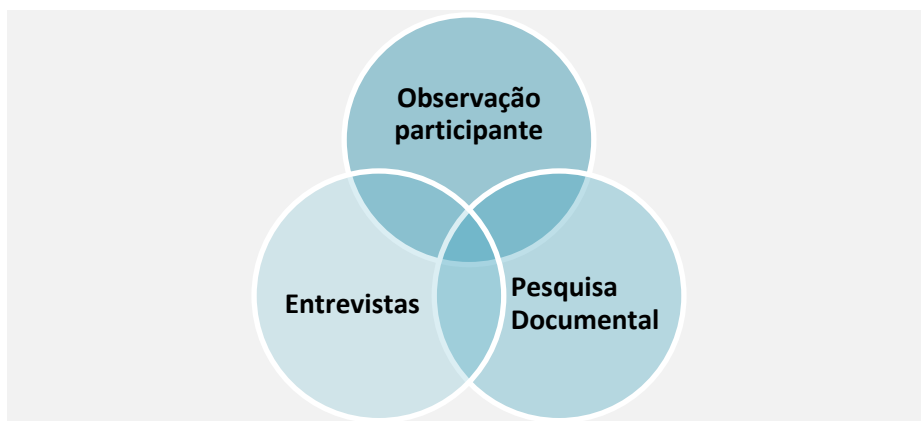 Observação
participante
Entrevistas
Pesquisa
Documental